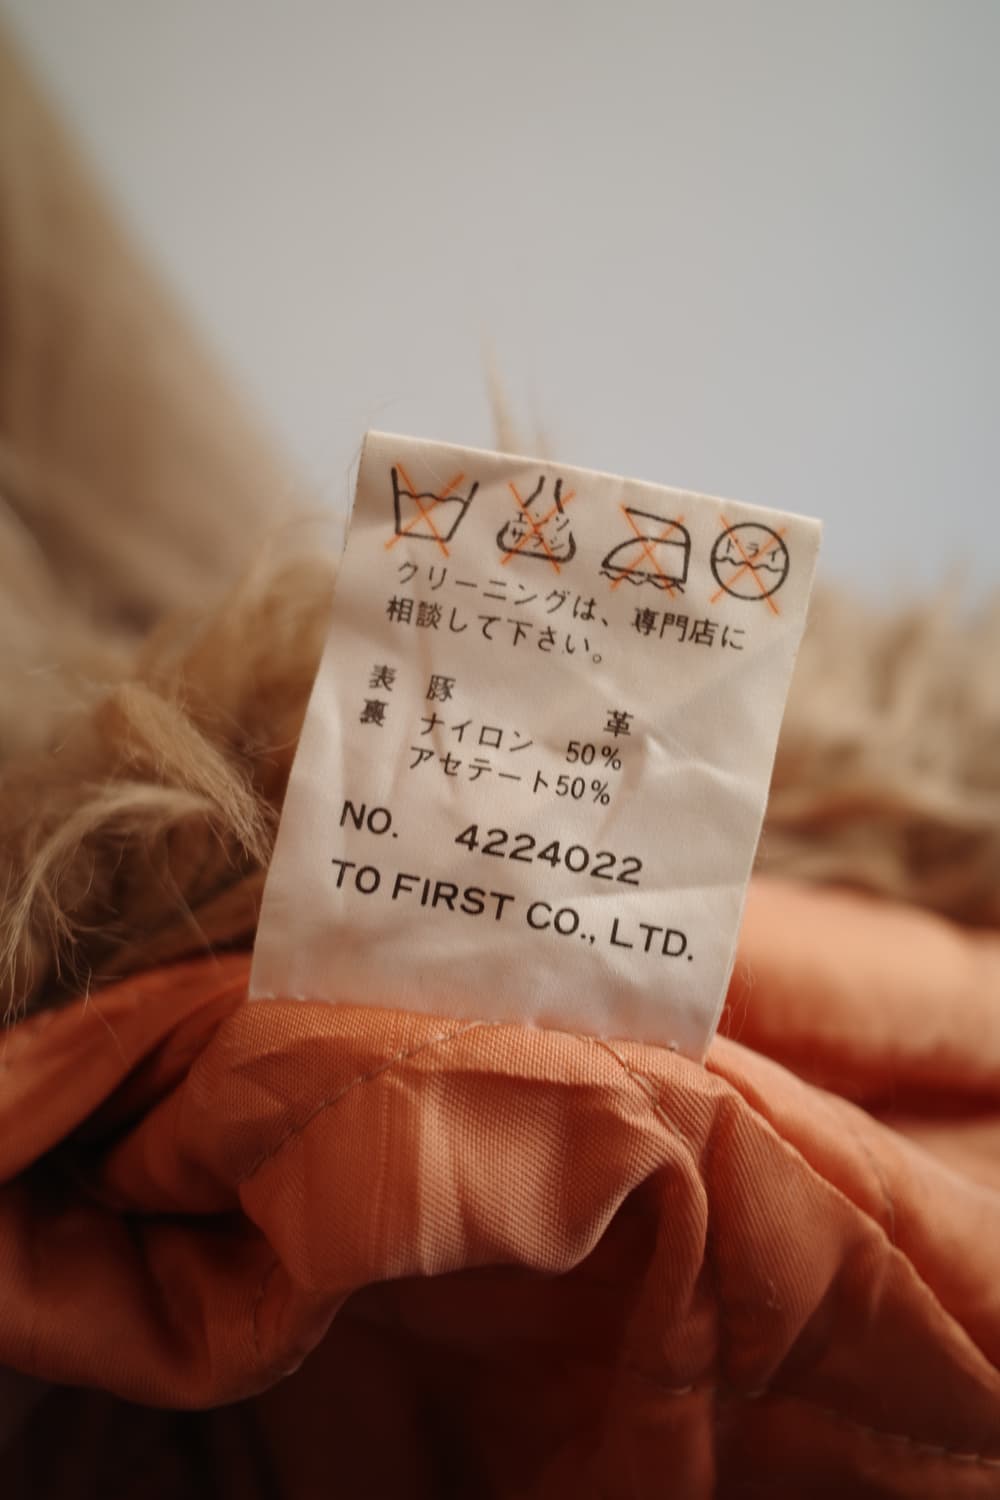 エンソ
サラシ
ドライ
クリーニングは、専門店に
相談して下さい。
表 豚 革
裏 ナイロン 50%
アセテート50%
NO. 4224022
TO FIRST CO., LTD.